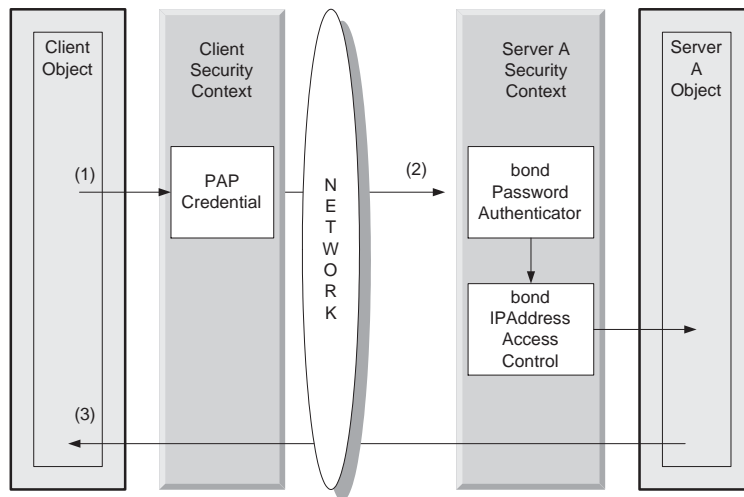 Client
Object
Client
Security
Context
Server A
Security
Context
Server
A
Object
(1)
PAP
Credential
N
E
T
W
O
R
K
(2)
bond
Password
Authenticator
bond
IPAddress
Access
Control
(3)